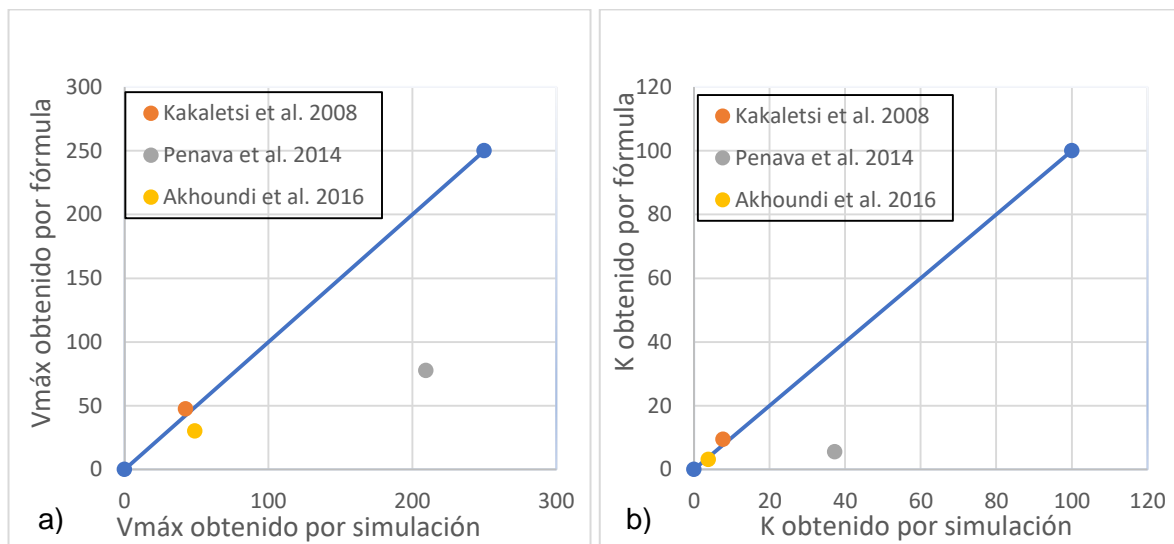 300
250
200
150
100
50
0
Vmáx obtenido por fórmula
Kakaletsi et al. 2008
Penava et al. 2014
Akhoundi et al. 2016
0 100 200 300
Vmáx obtenido por simulación
a)
120
100
80
60
40
20
0
K obtenido por fórmula
Kakaletsi et al. 2008
Penava et al. 2014
Akhoundi et al. 2016
0 20 40 60 80 100 120
K obtenido por simulación
b)